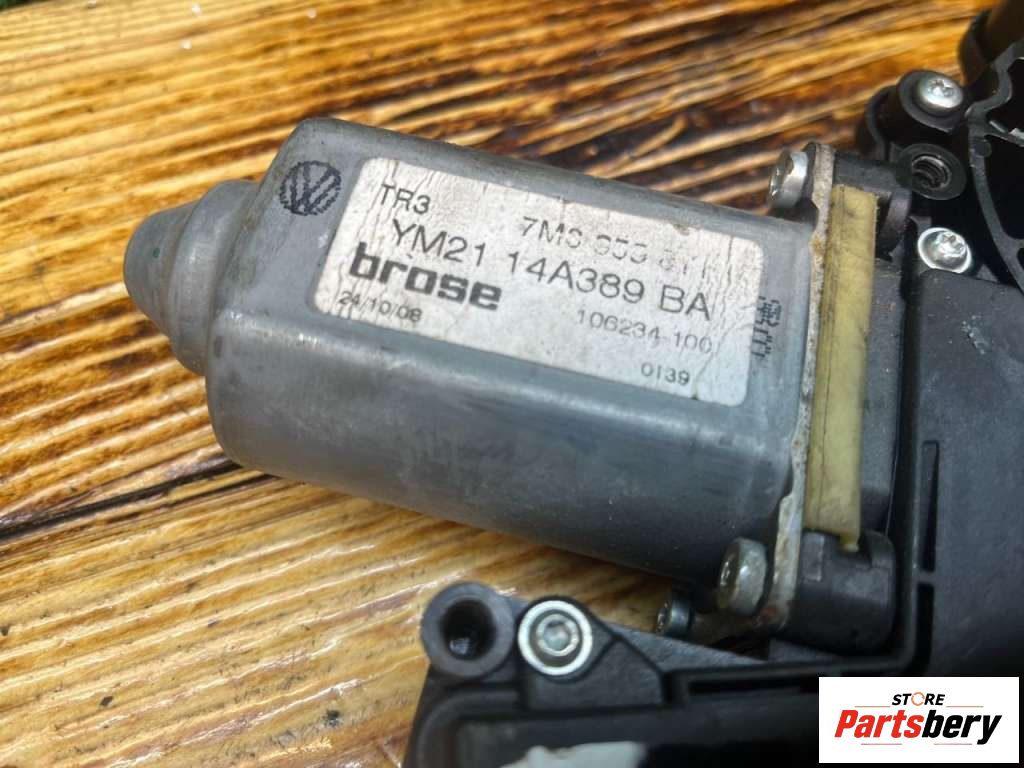 TR3
YM21 14A389 BA
brose
24/10/08
106234-100
0139
STORE
Partsbery